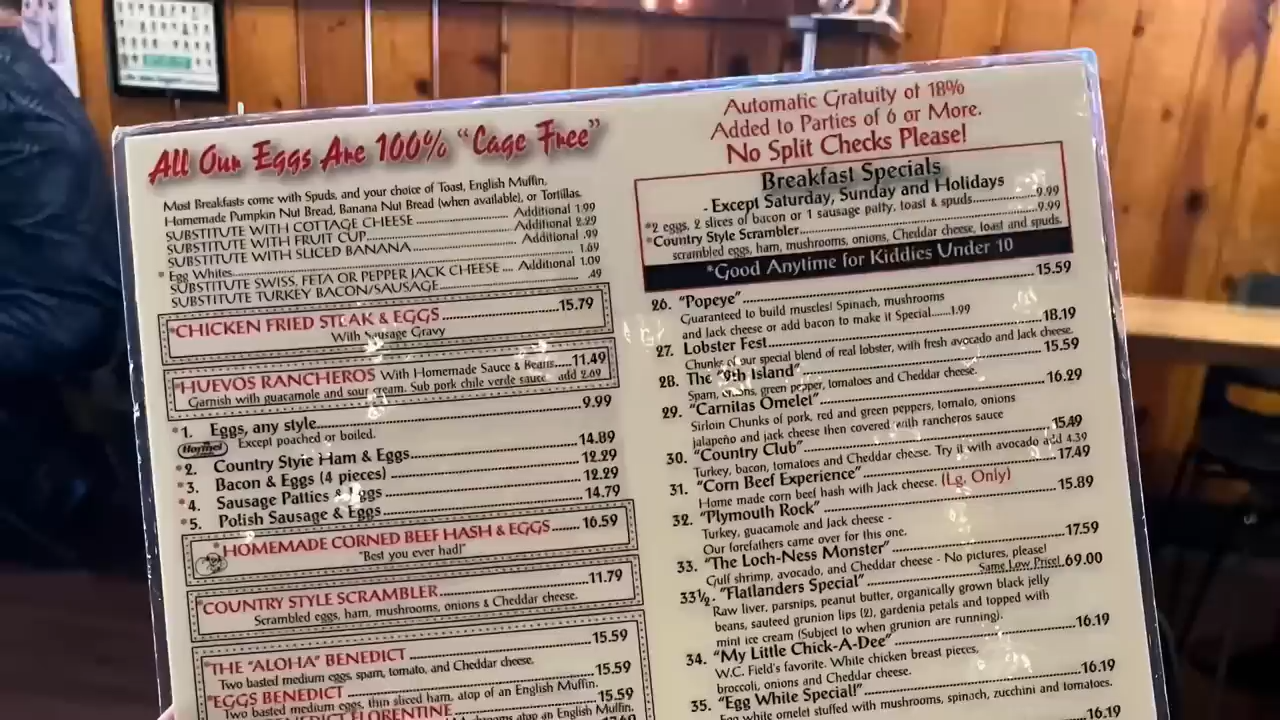 All Our Eggs Are 100% "Cage Free"
Most Breakfasts come with Spuds, and your choice of Toast, English Muffin,
Homemade Pumpkin Nut Bread, Banana Nut Bread (when available), or Tortillas.
SUBSTITUTE WITH COTTAGE CHEESE ... Additional 1.99
SUBSTITUTE WITH FRUIT CUP... Additional 2.29
SUBSTITUTE WITH SLICED BANANA ... Additional .99
* Egg Whites... 1.69
SUBSTITUTE SWISS, FETA OR PEPPER JACK CHEESE .... Additional 1.09
SUBSTITUTE TURKEY BACON/SAUSAGE... .49
*CHICKEN FRIED STEAK & EGGS... 15.79
With Sausage Gravy
*HUEVOS RANCHEROS With Homemade Sauce & Beans.... 11.49
Garnish with guacamole and sour cream. Sub pork chile verde sauce add 2.69
*1. Eggs, any style... 9.99
Hormel Except poached or boiled.
*2. Country Style Ham & Eggs... 14.89
*3. Bacon & Eggs (4 pieces) ... 12.29
*4. Sausage Patties & Eggs ... 12.29
*5. Polish Sausage & Eggs... 14.79
*HOMEMADE CORNED BEEF HASH & EGGS ...... 16.59
"Best you ever had!"
*COUNTRY STYLE SCRAMBLER... 11.79
Scrambled eggs, ham, mushrooms, onions & Cheddar cheese.
*THE "ALOHA" BENEDICT ... 15.59
Two basted medium eggs, spam, tomato, and Cheddar cheese.
*EGGS BENEDICT ... 15.59
Two basted medium eggs, thin sliced ham, atop of an English Muffin.
BENEDICT FLORENTINE ... 15.59
atop an English Muffin.
Automatic Gratuity of 18%
Added to Parties of 6 or More.
No Split Checks Please!
Breakfast Specials
- Except Saturday, Sunday and Holidays
*2 eggs, 2 slices of bacon or 1 sausage patty, toast & spuds... 9.99
*Country Style Scrambler... 9.99
scrambled eggs, ham, mushrooms, onions, Cheddar cheese, toast and spuds.
*Good Anytime for Kiddies Under 10
26. "Popeye"... 15.59
Guaranteed to build muscles! Spinach, mushrooms
and Jack cheese or add bacon to make it Special......1.99
27. Lobster Fest... 18.19
Chunks of our special blend of real lobster, with fresh avocado and Jack cheese.
28. The "9th Island"... 15.59
Spam, onions, green pepper, tomatoes and Cheddar cheese.
29. "Carnitas Omelet"... 16.29
Sirloin Chunks of pork, red and green peppers, tomato, onions
jalapeño and jack cheese then covered with rancheros sauce
30. "Country Club"... 15.49
Turkey, bacon, tomatoes and Cheddar cheese. Try it with avocado add 4.39
31. "Corn Beef Experience" ... 17.49
Home made corn beef hash with Jack cheese. (Lg. Only)
32. "Plymouth Rock"... 15.89
Turkey, guacamole and Jack cheese -
Our forefathers came over for this one.
33. "The Loch-Ness Monster"... 17.59
Gulf shrimp, avocado, and Cheddar cheese - No pictures, please!
33½. "Flatlanders Special"... Same Low Price!..69.00
Raw liver, parsnips, peanut butter, organically grown black jelly
beans, sauteed grunion lips (2), gardenia petals and topped with
mint ice cream (Subject to when grunion are running).
34. "My Little Chick-A-Dee"... 16.19
W.C. Field's favorite. White chicken breast pieces,
broccoli, onions and Cheddar cheese.
35. "Egg White Special!"... 16.19
Egg white omelet stuffed with mushrooms, spinach, zucchini and tomatoes.
16.19